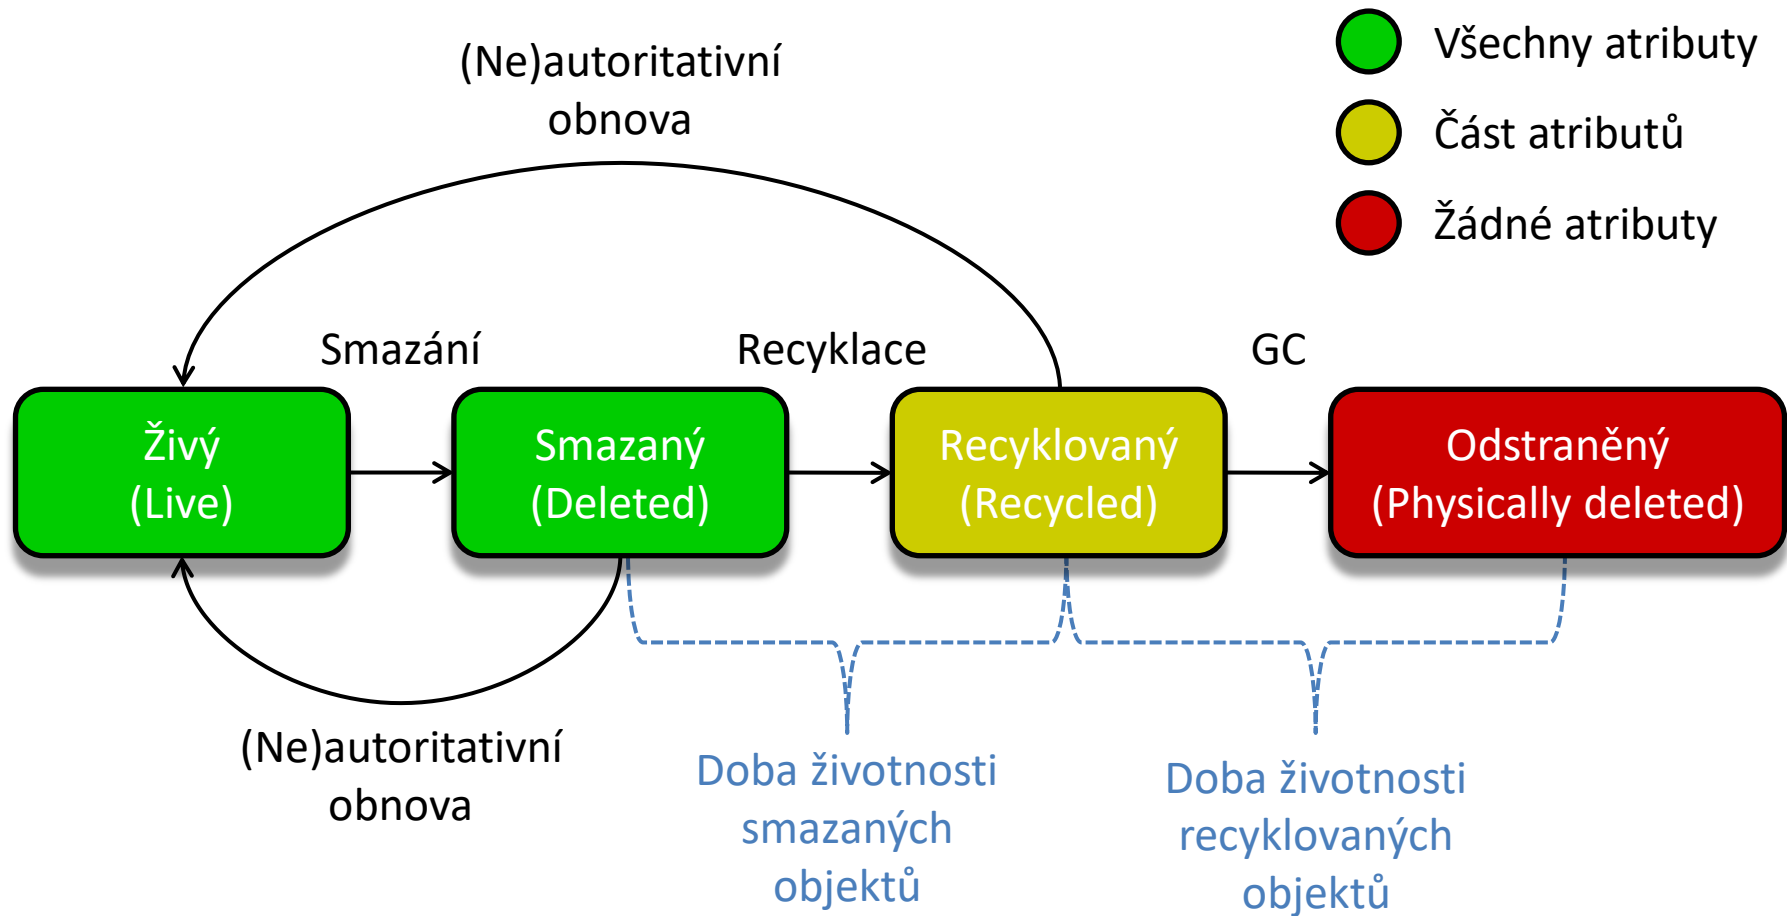 (Ne)autoritativní
obnova
Všechny atributy
Část atributů
Žádné atributy
Smazání
Recyklace
GC
Živý
(Live)
Smazaný
(Deleted)
Recyklovaný
(Recycled)
Odstraněný
(Physically deleted)
(Ne)autoritativní
obnova
Doba životnosti
smazaných
objektů
Doba životnosti
recyklovaných
objektů